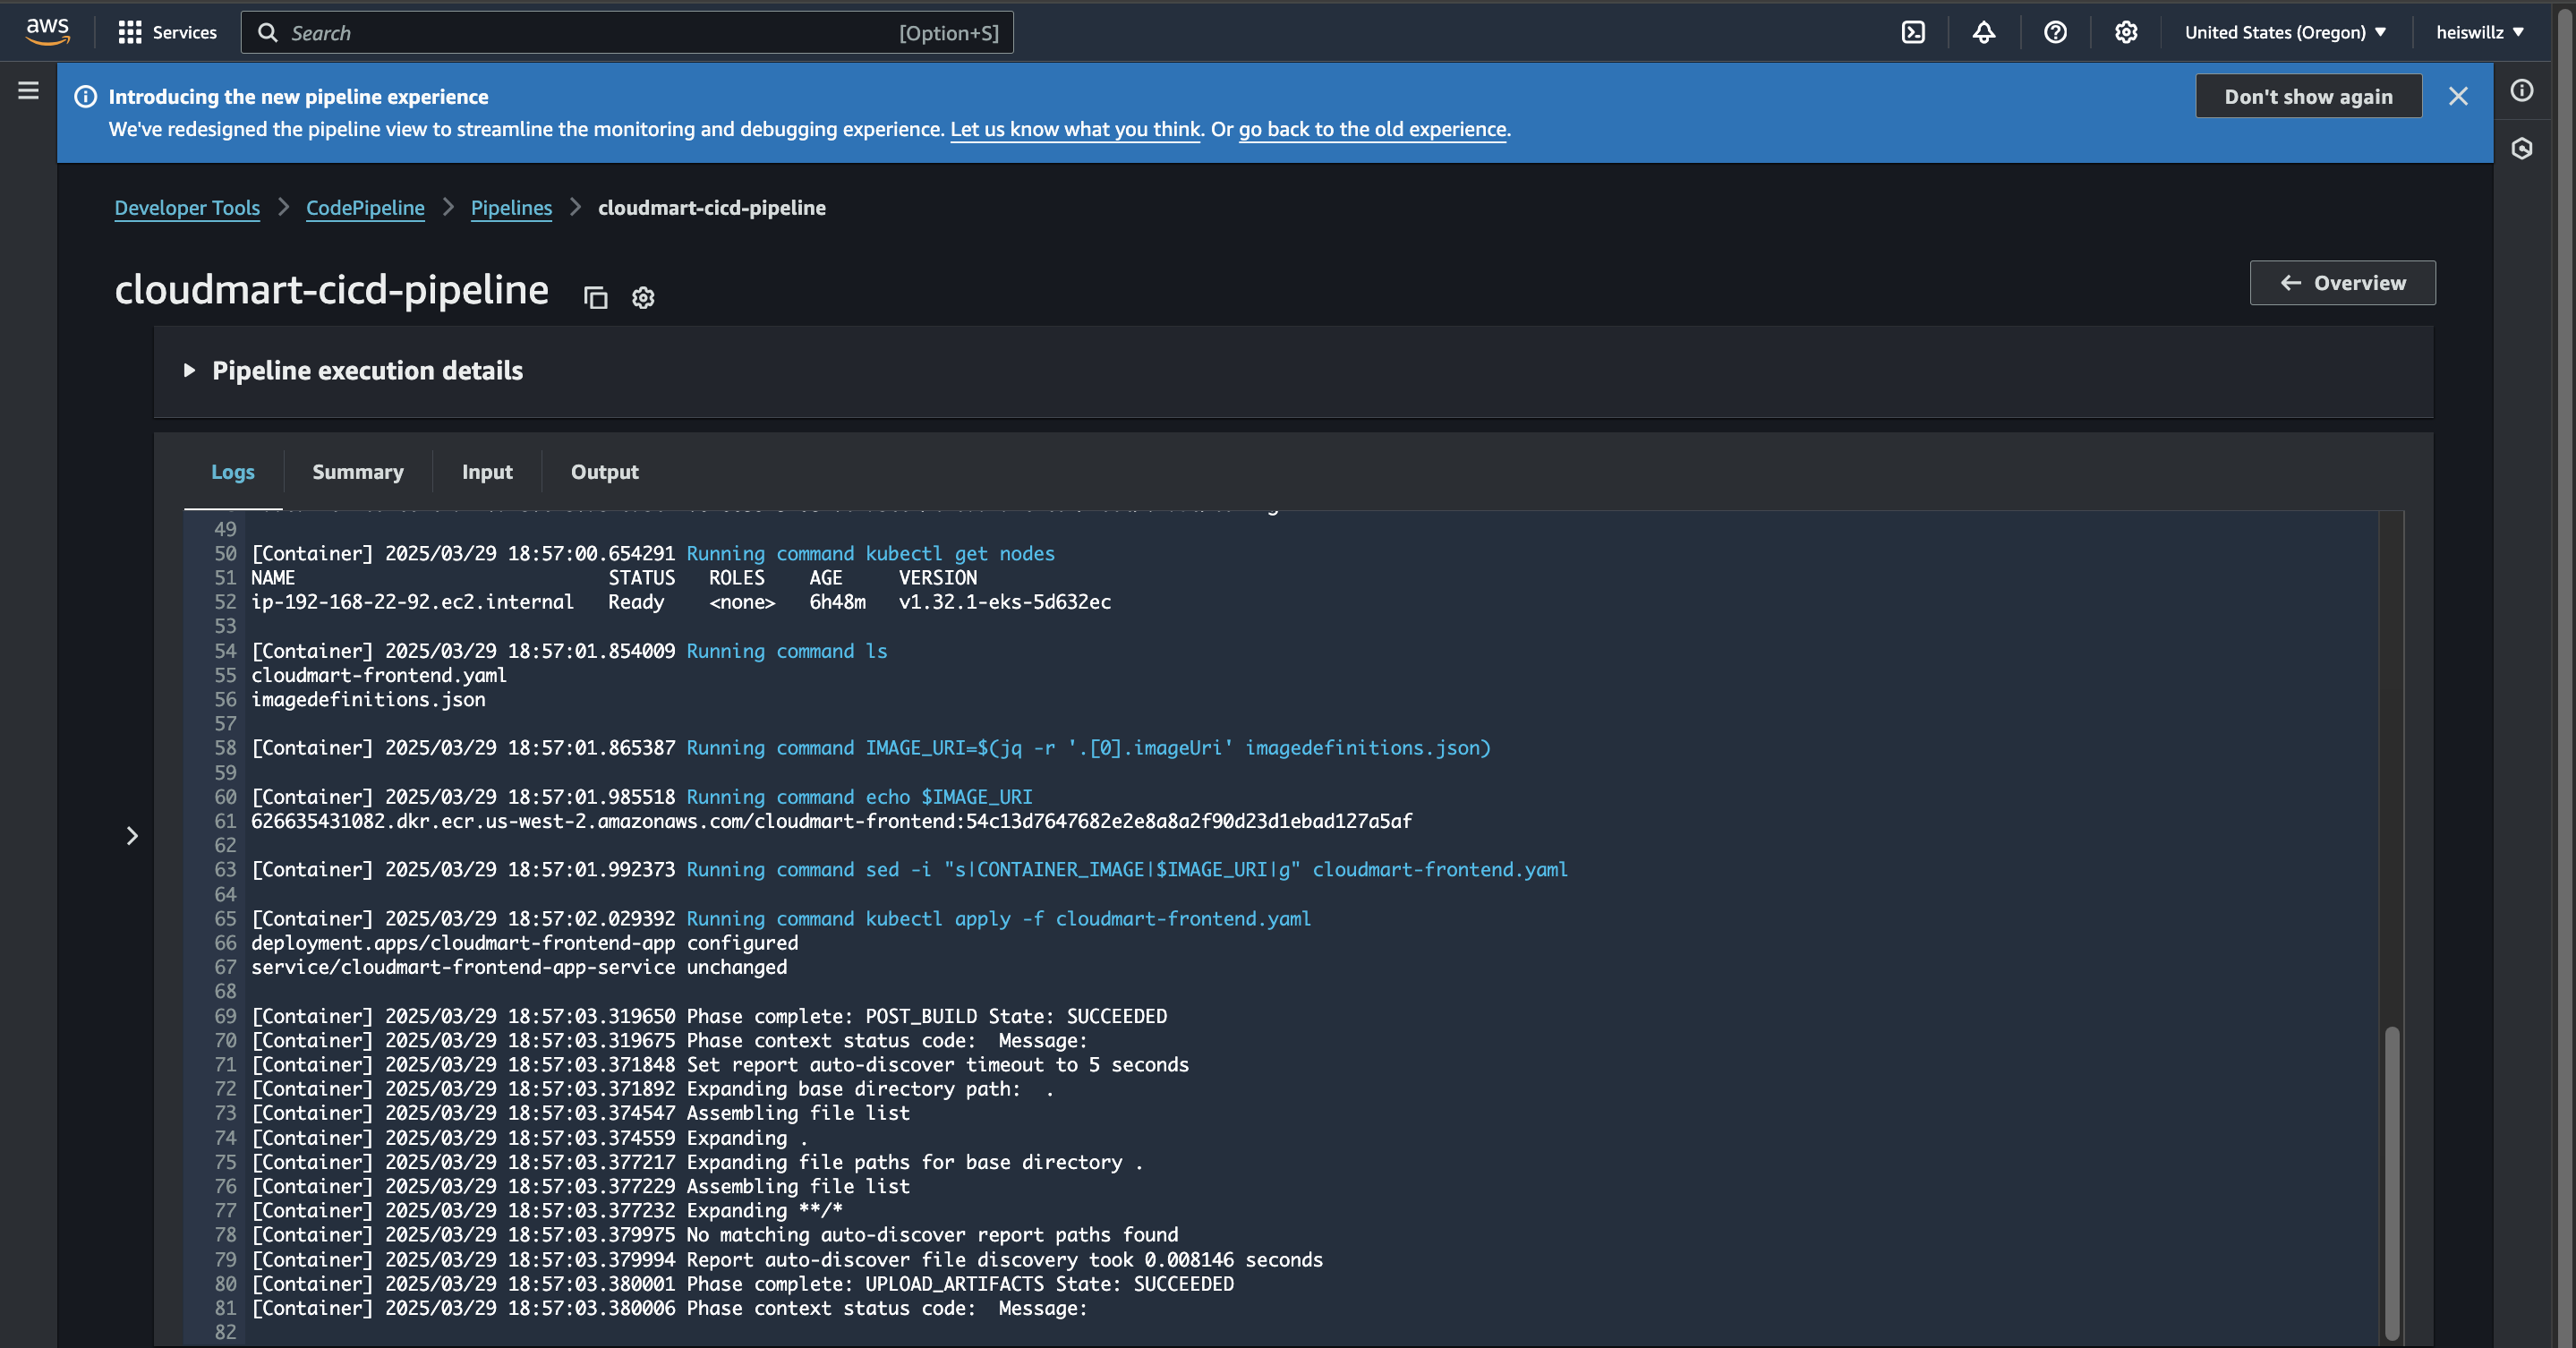 aws
Services
Search
[Option+S]
United States (Oregon)
heiswillz
Introducing the new pipeline experience
We've redesigned the pipeline view to streamline the monitoring and debugging experience. Let us know what you think. Or go back to the old experience.
Don't show again
Developer Tools
CodePipeline
Pipelines
cloudmart-cicd-pipeline
cloudmart-cicd-pipeline
Overview
Pipeline execution details
Logs
Summary
Input
Output
49
50 [Container] 2025/03/29 18:57:00.654291 Running command kubectl get nodes
51 NAME STATUS ROLES AGE VERSION
52 ip-192-168-22-92.ec2.internal Ready <none> 6h48m v1.32.1-eks-5d632ec
53
54 [Container] 2025/03/29 18:57:01.854009 Running command ls
55 cloudmart-frontend.yaml
56 imagedefinitions.json
57
58 [Container] 2025/03/29 18:57:01.865387 Running command IMAGE_URI=$(jq -r '.[0].imageUri' imagedefinitions.json)
59
60 [Container] 2025/03/29 18:57:01.985518 Running command echo $IMAGE_URI
61 626635431082.dkr.ecr.us-west-2.amazonaws.com/cloudmart-frontend:54c13d7647682e2e8a8a2f90d23d1ebad127a5af
62
63 [Container] 2025/03/29 18:57:01.992373 Running command sed -i "s|CONTAINER_IMAGE|$IMAGE_URI|g" cloudmart-frontend.yaml
64
65 [Container] 2025/03/29 18:57:02.029392 Running command kubectl apply -f cloudmart-frontend.yaml
66 deployment.apps/cloudmart-frontend-app configured
67 service/cloudmart-frontend-app-service unchanged
68
69 [Container] 2025/03/29 18:57:03.319650 Phase complete: POST_BUILD State: SUCCEEDED
70 [Container] 2025/03/29 18:57:03.319675 Phase context status code:  Message:
71 [Container] 2025/03/29 18:57:03.371848 Set report auto-discover timeout to 5 seconds
72 [Container] 2025/03/29 18:57:03.371892 Expanding base directory path:  .
73 [Container] 2025/03/29 18:57:03.374547 Assembling file list
74 [Container] 2025/03/29 18:57:03.374559 Expanding .
75 [Container] 2025/03/29 18:57:03.377217 Expanding file paths for base directory .
76 [Container] 2025/03/29 18:57:03.377229 Assembling file list
77 [Container] 2025/03/29 18:57:03.377232 Expanding **/*
78 [Container] 2025/03/29 18:57:03.379975 No matching auto-discover report paths found
79 [Container] 2025/03/29 18:57:03.379994 Report auto-discover file discovery took 0.008146 seconds
80 [Container] 2025/03/29 18:57:03.380001 Phase complete: UPLOAD_ARTIFACTS State: SUCCEEDED
81 [Container] 2025/03/29 18:57:03.380006 Phase context status code:  Message:
82